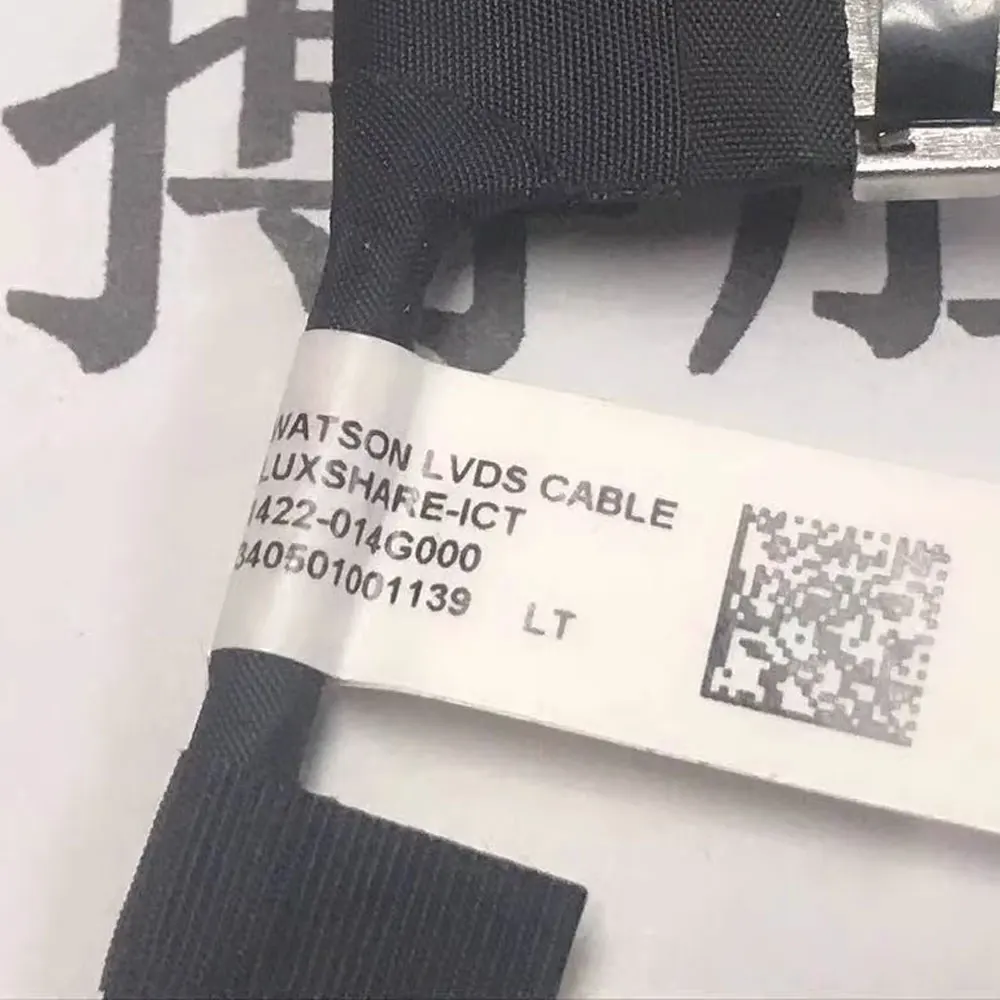 WATSON LVDS CABLE
LUXSHARE-ICT
1422-014G000
340501001139 LT